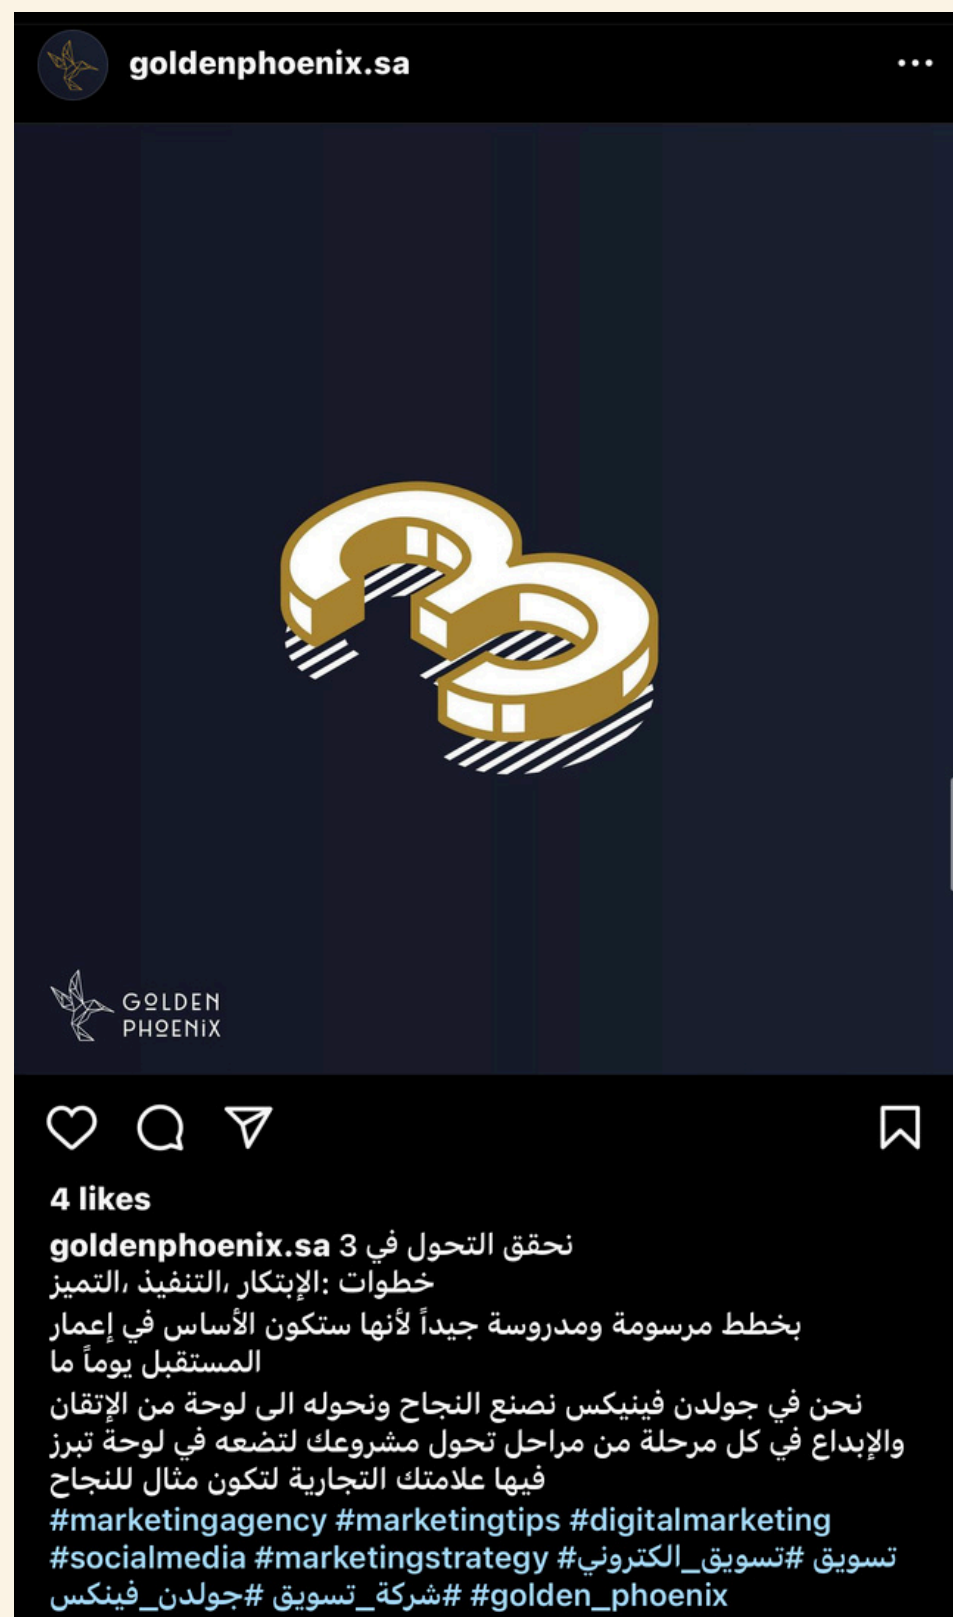 goldenphoenix.sa
3
GOLDEN
PHOENiX
4 likes
goldenphoenix.sa نحقق التحول في 3
خطوات :الإبتكار ،التنفيذ ،التميز
بخطط مرسومة ومدروسة جيداً لأنها ستكون الأساس في إعمار
المستقبل يوماً ما
نحن في جولدن فينيكس نصنع النجاح ونحوله الى لوحة من الإتقان
والإبداع في كل مرحلة من مراحل تحول مشروعك لتضعه في لوحة تبرز
فيها علامتك التجارية لتكون مثال للنجاح
#marketingagency #marketingtips #digitalmarketing
#socialmedia #marketingstrategy #تسويق #تسويق_الكتروني
#شركة_تسويق #جولدن_فينكس #golden_phoenix